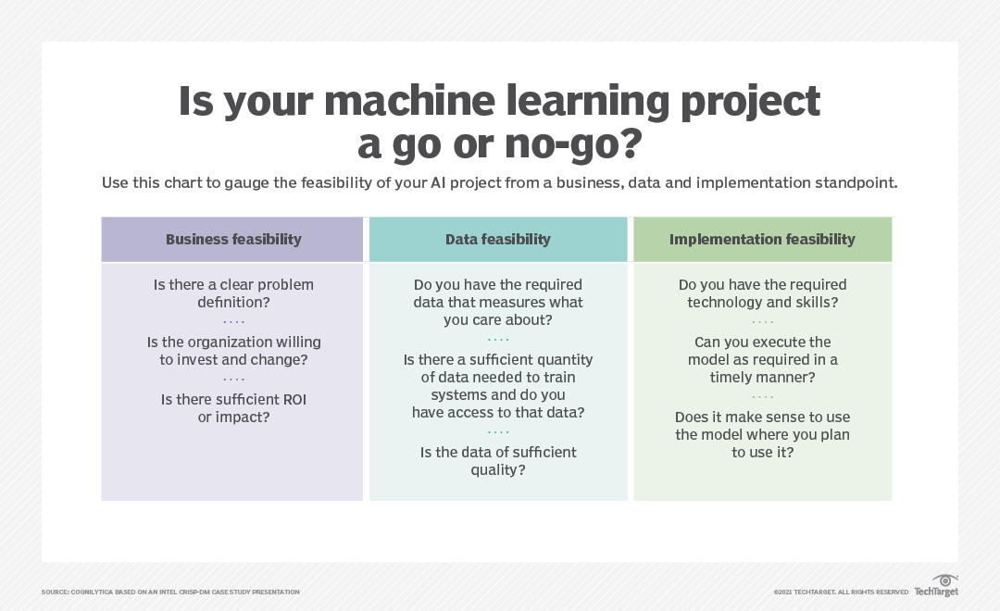 Is your machine learning project
a go or no-go?
Use this chart to gauge the feasibility of your AI project from a business, data and implementation standpoint.
Business feasibility
Is there a clear problem
definition?
Is the organization willing
to invest and change?
Is there sufficient ROI
or impact?
Data feasibility
Do you have the required
data that measures what
you care about?
Is there a sufficient quantity
of data needed to train
systems and do you
have access to that data?
Is the data of sufficient
quality?
Implementation feasibility
Do you have the required
technology and skills?
Can you execute the
model as required in a
timely manner?
Does it make sense to use
the model where you plan
to use it?
SOURCE: COGNILYTICA BASED ON AN INTEL CRISP-DM CASE STUDY PRESENTATION
©2021 TECHTARGET. ALL RIGHTS RESERVED
TechTarget